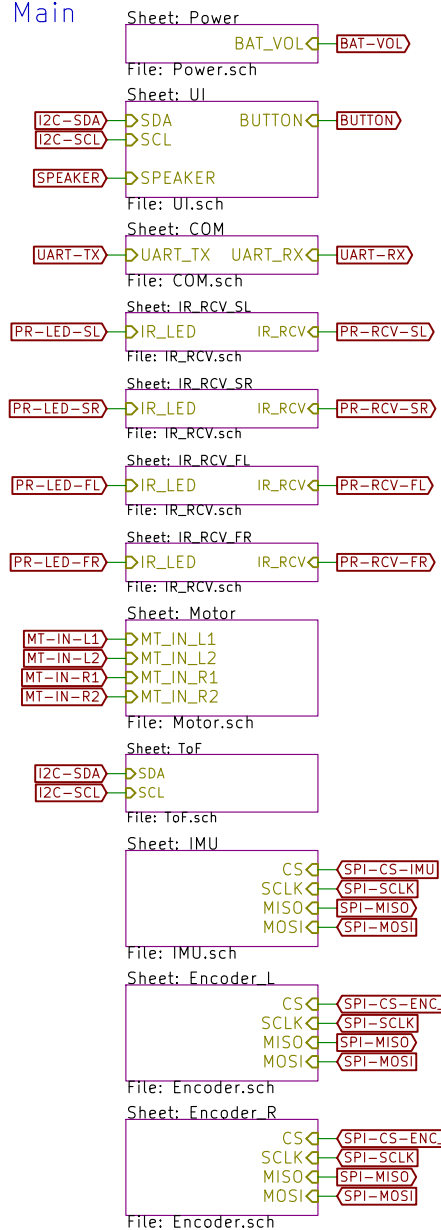 Main
Sheet: Power
BAT_VOL BAT-VOL
File: Power.sch
Sheet: UI
I2C-SDA SDA BUTTON BUTTON
I2C-SCL SCL
SPEAKER SPEAKER
File: UI.sch
Sheet: COM
UART-TX UART_TX UART_RX UART-RX
File: COM.sch
Sheet: IR_RCV_SL
PR-LED-SL IR_LED IR_RCV PR-RCV-SL
File: IR_RCV.sch
Sheet: IR_RCV_SR
PR-LED-SR IR_LED IR_RCV PR-RCV-SR
File: IR_RCV.sch
Sheet: IR_RCV_FL
PR-LED-FL IR_LED IR_RCV PR-RCV-FL
File: IR_RCV.sch
Sheet: IR_RCV_FR
PR-LED-FR IR_LED IR_RCV PR-RCV-FR
File: IR_RCV.sch
Sheet: Motor
MT-IN-L1 MT_IN_L1
MT-IN-L2 MT_IN_L2
MT-IN-R1 MT_IN_R1
MT-IN-R2 MT_IN_R2
File: Motor.sch
Sheet: ToF
I2C-SDA SDA
I2C-SCL SCL
File: ToF.sch
Sheet: IMU
CS SPI-CS-IMU
SCLK SPI-SCLK
MISO SPI-MISO
MOSI SPI-MOSI
File: IMU.sch
Sheet: Encoder_L
CS SPI-CS-ENC_
SCLK SPI-SCLK
MISO SPI-MISO
MOSI SPI-MOSI
File: Encoder.sch
Sheet: Encoder_R
CS SPI-CS-ENC_
SCLK SPI-SCLK
MISO SPI-MISO
MOSI SPI-MOSI
File: Encoder.sch